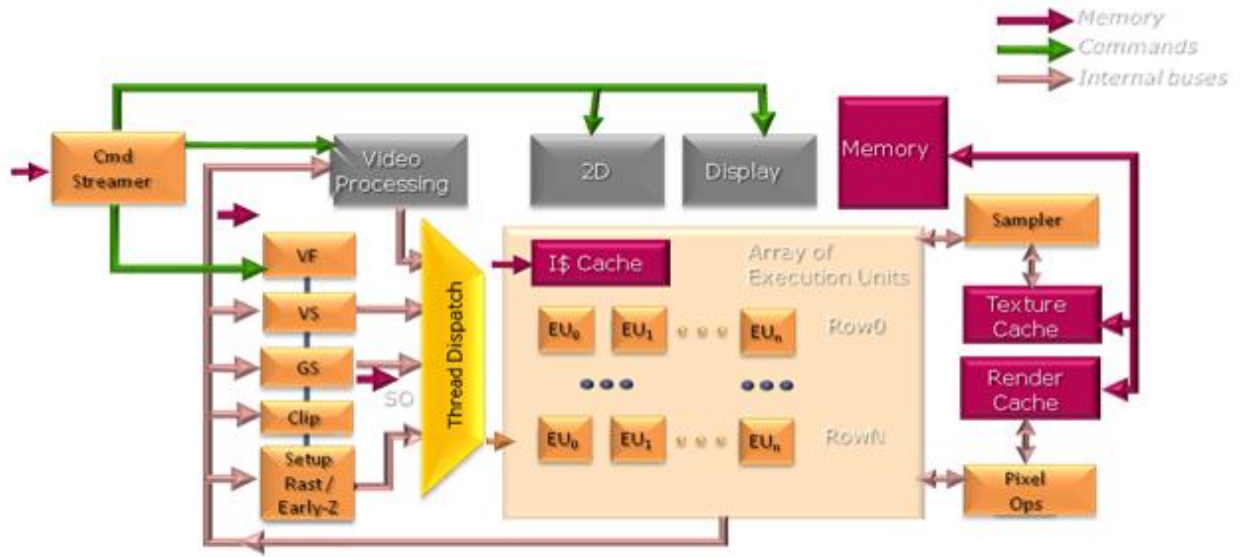 Memory
Commands
Internal buses
Cmd
Streamer
Video
Processing
2D
Display
Memory
Sampler
VF
I$ Cache
Array of
Execution Units
VS
Thread Dispatch
EU₀
EU₁
EUₙ
Row0
Texture
Cache
GS
SO
Render
Cache
Clip
EU₀
EU₁
EUₙ
RowN
Setup
Rast /
Early-Z
Pixel
Ops